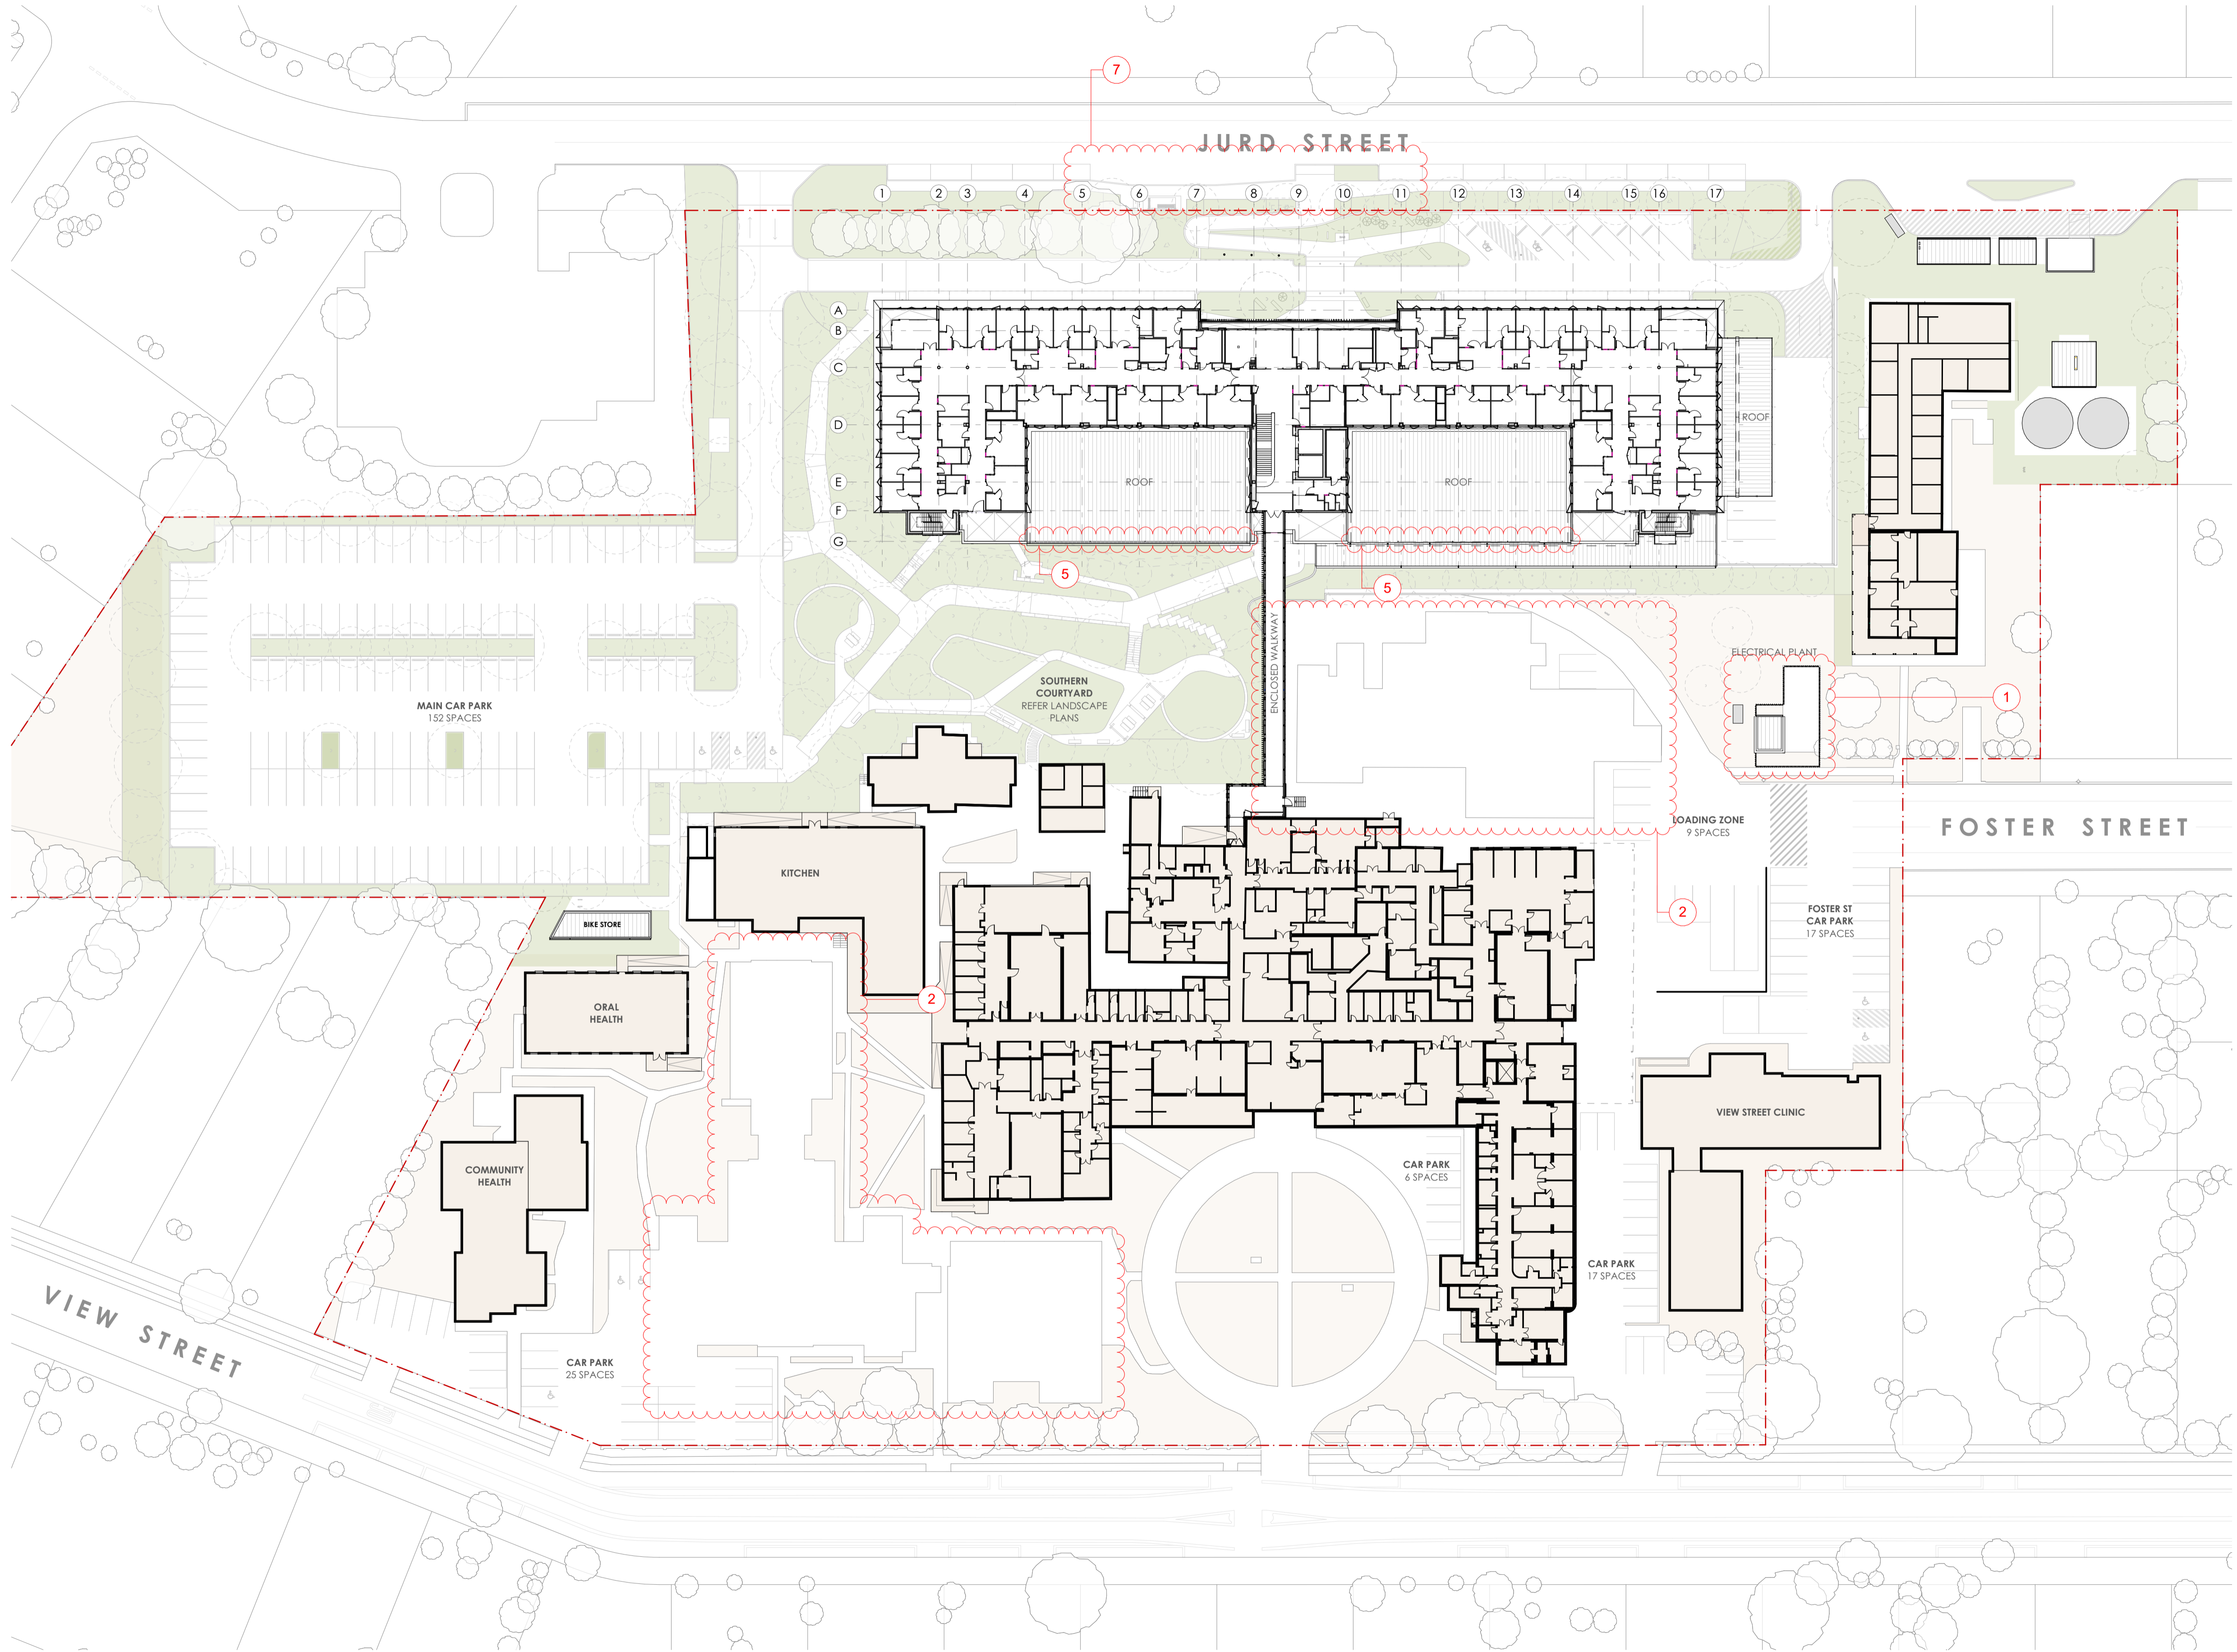 7
JURD STREET
1 2 3 4 5 6 7 8 9 10 11 12 13 14 15 16 17
A
B
C
D
E
F
G
ROOF
ROOF
ROOF
5
5
ENCLOSED WALKWAY
ELECTRICAL PLANT
1
SOUTHERN
COURTYARD
REFER LANDSCAPE
PLANS
MAIN CAR PARK
152 SPACES
LOADING ZONE
9 SPACES
FOSTER STREET
KITCHEN
BIKE STORE
2
FOSTER ST
CAR PARK
17 SPACES
2
ORAL
HEALTH
VIEW STREET CLINIC
COMMUNITY
HEALTH
CAR PARK
6 SPACES
CAR PARK
17 SPACES
VIEW STREET
CAR PARK
25 SPACES